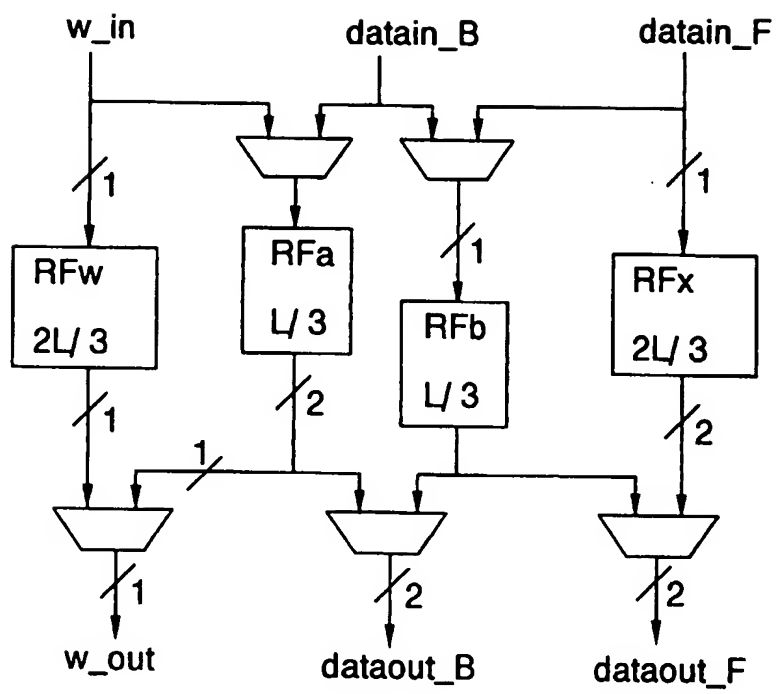 w_in
datain_B
datain_F
1
1
1
RFw
2L/3
RFa
L/3
RFb
L/3
RFx
2L/3
1
2
2
1
1
2
2
w_out
dataout_B
dataout_F